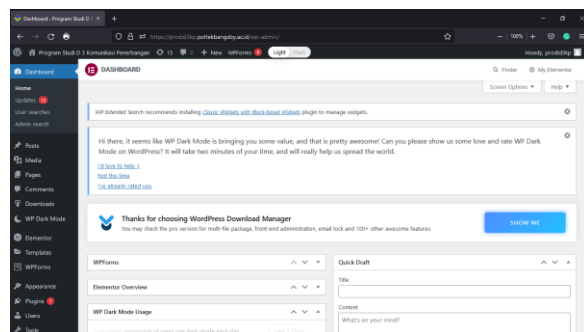 Dashboard ‹ Program Studi D 3 K
https://prodid3kp.poltekbangsby.ac.id/wp-admin/
100%
Program Studi D 3 Komunikasi Penerbangan
13
0
+ New
WPForms
Light
Dark
Howdy, prodid3kp
Dashboard
DASHBOARD
Finder
My Elementor
Home
Screen Options
Help
Updates 13
User searches
Admin search
WP Extended Search recommends installing Classic Widgets with Block-based Widgets plugin to manage widgets.
Posts
Media
Pages
Comments
Downloads
WP Dark Mode
Elementor
Templates
WPForms
Appearance
Plugins
Users
Tools
Hi there, it seems like WP Dark Mode is bringing you some value, and that is pretty awesome! Can you please show us some love and rate WP Dark
Mode on WordPress? It will take two minutes of your time, and will really help us spread the world.
I'd love to help :)
Not this time
I've already rated you
Thanks for choosing WordPress Download Manager
You may check the pro version for multi-file package, front-end administration, email lock and 100+ other awesome features
SHOW ME
WPForms
Elementor Overview
WP Dark Mode Usage
Quick Draft
Title
Content
What's on your mind?